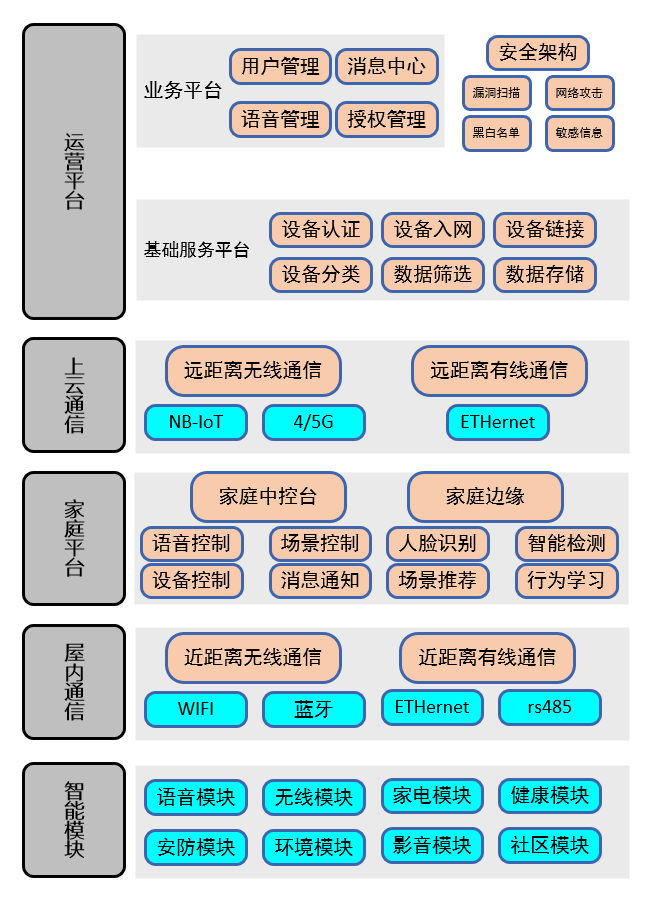 运营平台
业务平台
用户管理
消息中心
语音管理
授权管理
安全架构
漏洞扫描
网络攻击
黑白名单
敏感信息
基础服务平台
设备认证
设备入网
设备链接
设备分类
数据筛选
数据存储
上云通信
远距离无线通信
远距离有线通信
NB-IoT
4/5G
ETHernet
家庭平台
家庭中控台
家庭边缘
语音控制
场景控制
人脸识别
智能检测
设备控制
消息通知
场景推荐
行为学习
屋内通信
近距离无线通信
近距离有线通信
WIFI
蓝牙
ETHernet
rs485
智能模块
语音模块
无线模块
家电模块
健康模块
安防模块
环境模块
影音模块
社区模块